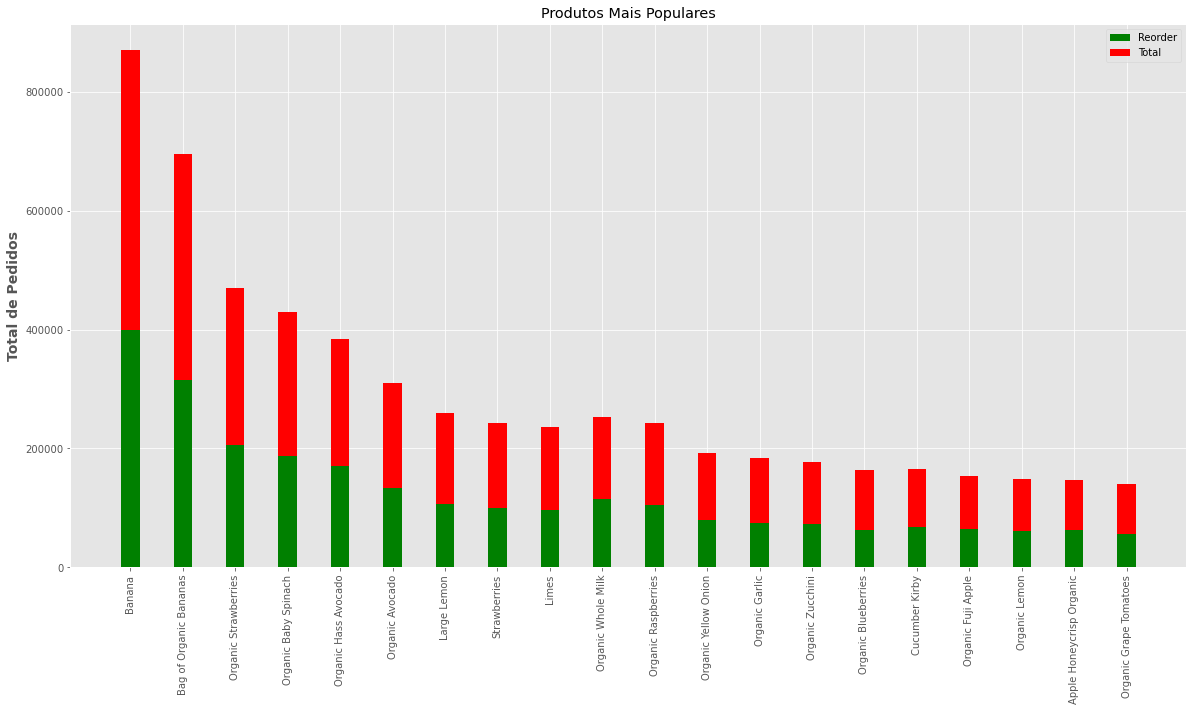 Produtos Mais Populares
Reorder
Total
Total de Pedidos
800000
600000
400000
200000
0
Banana
Bag of Organic Bananas
Organic Strawberries
Organic Baby Spinach
Organic Hass Avocado
Organic Avocado
Large Lemon
Strawberries
Limes
Organic Whole Milk
Organic Raspberries
Organic Yellow Onion
Organic Garlic
Organic Zucchini
Organic Blueberries
Cucumber Kirby
Organic Fuji Apple
Organic Lemon
Apple Honeycrisp Organic
Organic Grape Tomatoes